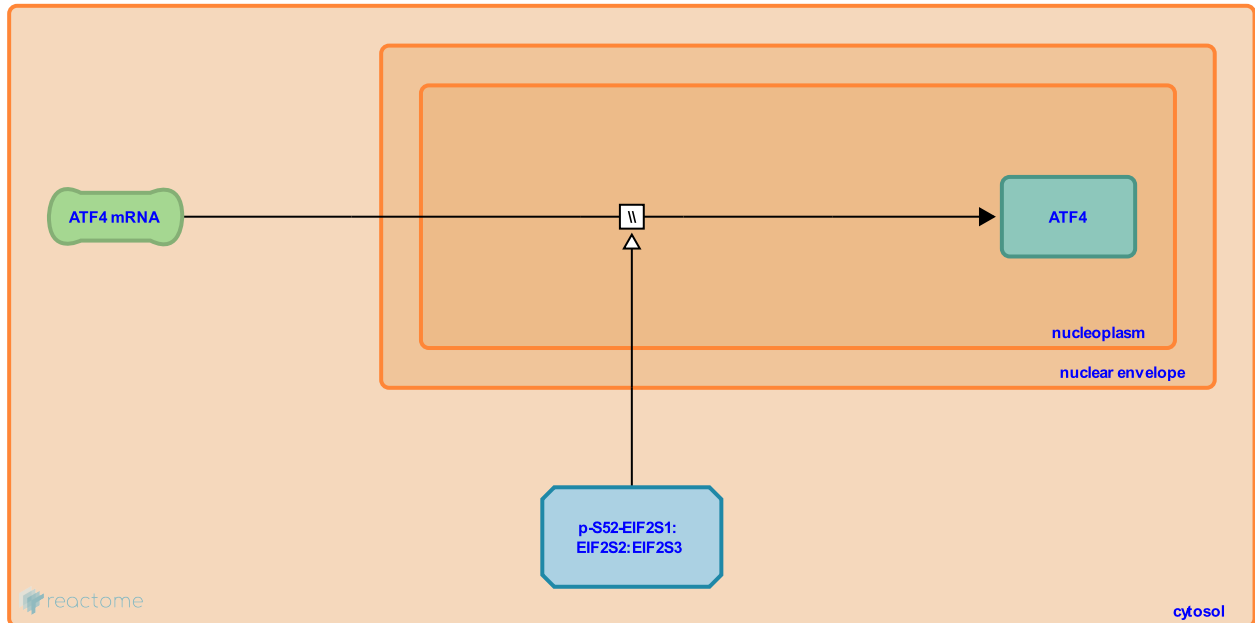 ATF4 mRNA
\\
ATF4
nucleoplasm
nuclear envelope
p-S52-EIF2S1:
EIF2S2:EIF2S3
reactome
cytosol